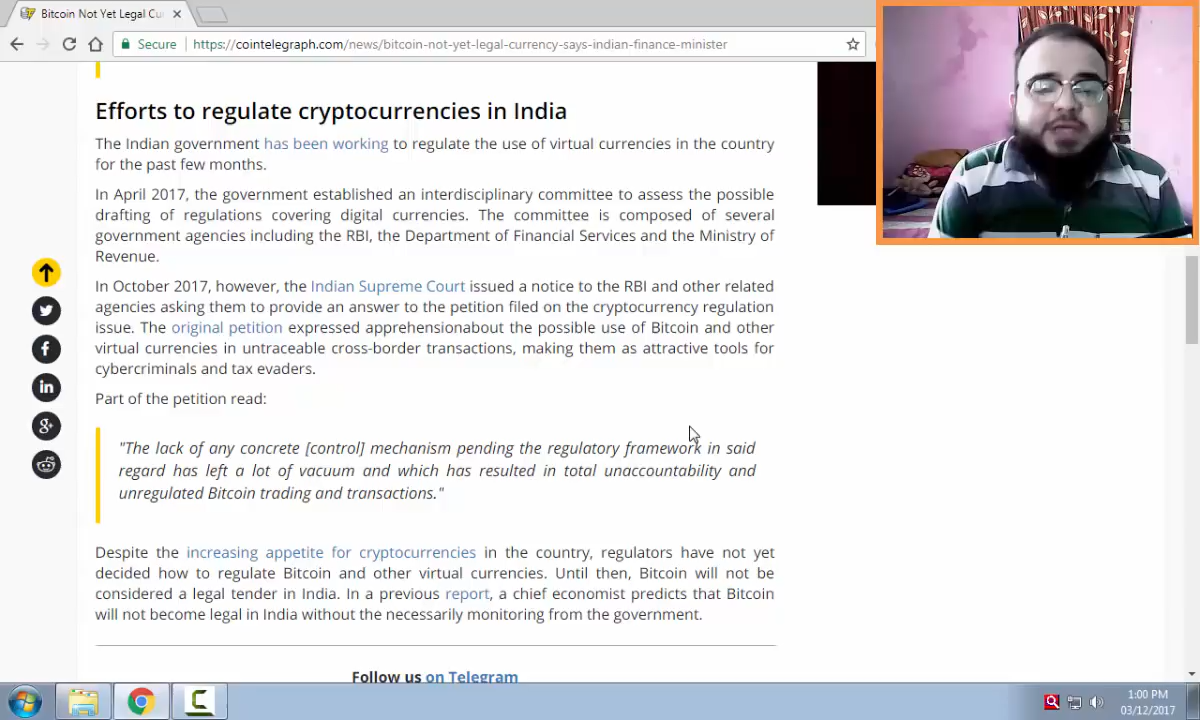 Bitcoin Not Yet Legal Cu
Secure
https://cointelegraph.com/news/bitcoin-not-yet-legal-currency-says-indian-finance-minister
Efforts to regulate cryptocurrencies in India
The Indian government has been working to regulate the use of virtual currencies in the country
for the past few months.
In April 2017, the government established an interdisciplinary committee to assess the possible
drafting of regulations covering digital currencies. The committee is composed of several
government agencies including the RBI, the Department of Financial Services and the Ministry of
Revenue.
In October 2017, however, the Indian Supreme Court issued a notice to the RBI and other related
agencies asking them to provide an answer to the petition filed on the cryptocurrency regulation
issue. The original petition expressed apprehensionabout the possible use of Bitcoin and other
virtual currencies in untraceable cross-border transactions, making them as attractive tools for
cybercriminals and tax evaders.
Part of the petition read:
"The lack of any concrete [control] mechanism pending the regulatory framework in said
regard has left a lot of vacuum and which has resulted in total unaccountability and
unregulated Bitcoin trading and transactions."
Despite the increasing appetite for cryptocurrencies in the country, regulators have not yet
decided how to regulate Bitcoin and other virtual currencies. Until then, Bitcoin will not be
considered a legal tender in India. In a previous report, a chief economist predicts that Bitcoin
will not become legal in India without the necessarily monitoring from the government.
Follow us on Telegram
1:00 PM
03/12/2017